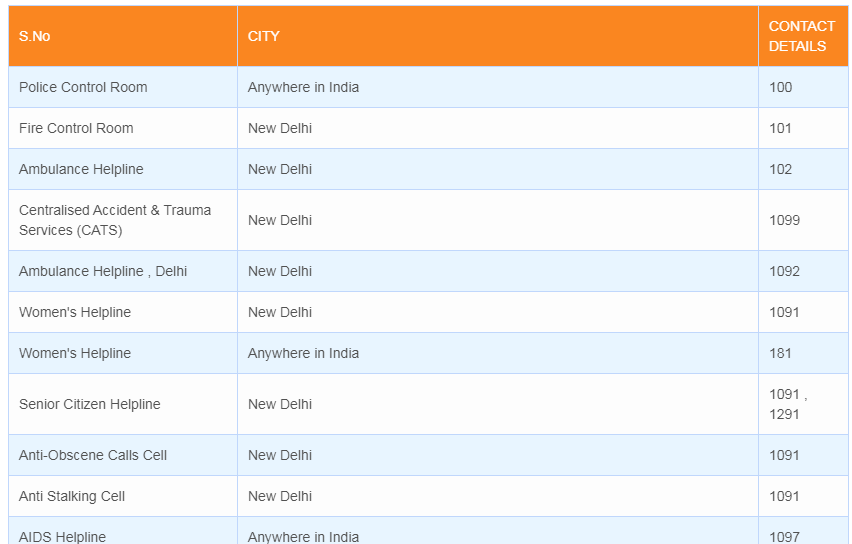 S.No CITY CONTACT DETAILS
Police Control Room Anywhere in India 100
Fire Control Room New Delhi 101
Ambulance Helpline New Delhi 102
Centralised Accident & Trauma Services (CATS) New Delhi 1099
Ambulance Helpline , Delhi New Delhi 1092
Women's Helpline New Delhi 1091
Women's Helpline Anywhere in India 181
Senior Citizen Helpline New Delhi 1091 , 1291
Anti-Obscene Calls Cell New Delhi 1091
Anti Stalking Cell New Delhi 1091
AIDS Helpline Anywhere in India 1097